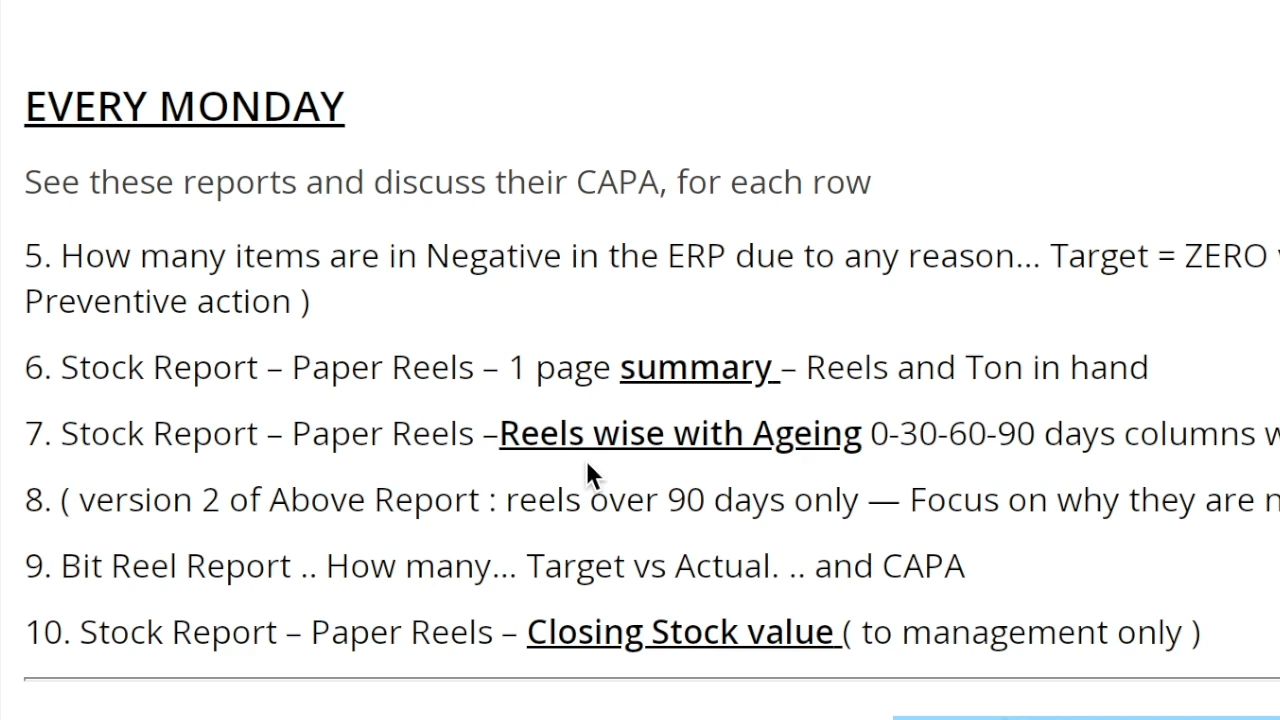 EVERY MONDAY
See these reports and discuss their CAPA, for each row
5. How many items are in Negative in the ERP due to any reason... Target = ZERO
Preventive action )
6. Stock Report – Paper Reels – 1 page summary – Reels and Ton in hand
7. Stock Report – Paper Reels –Reels wise with Ageing 0-30-60-90 days columns
8. ( version 2 of Above Report : reels over 90 days only — Focus on why they are
9. Bit Reel Report .. How many... Target vs Actual. .. and CAPA
10. Stock Report – Paper Reels – Closing Stock value ( to management only )